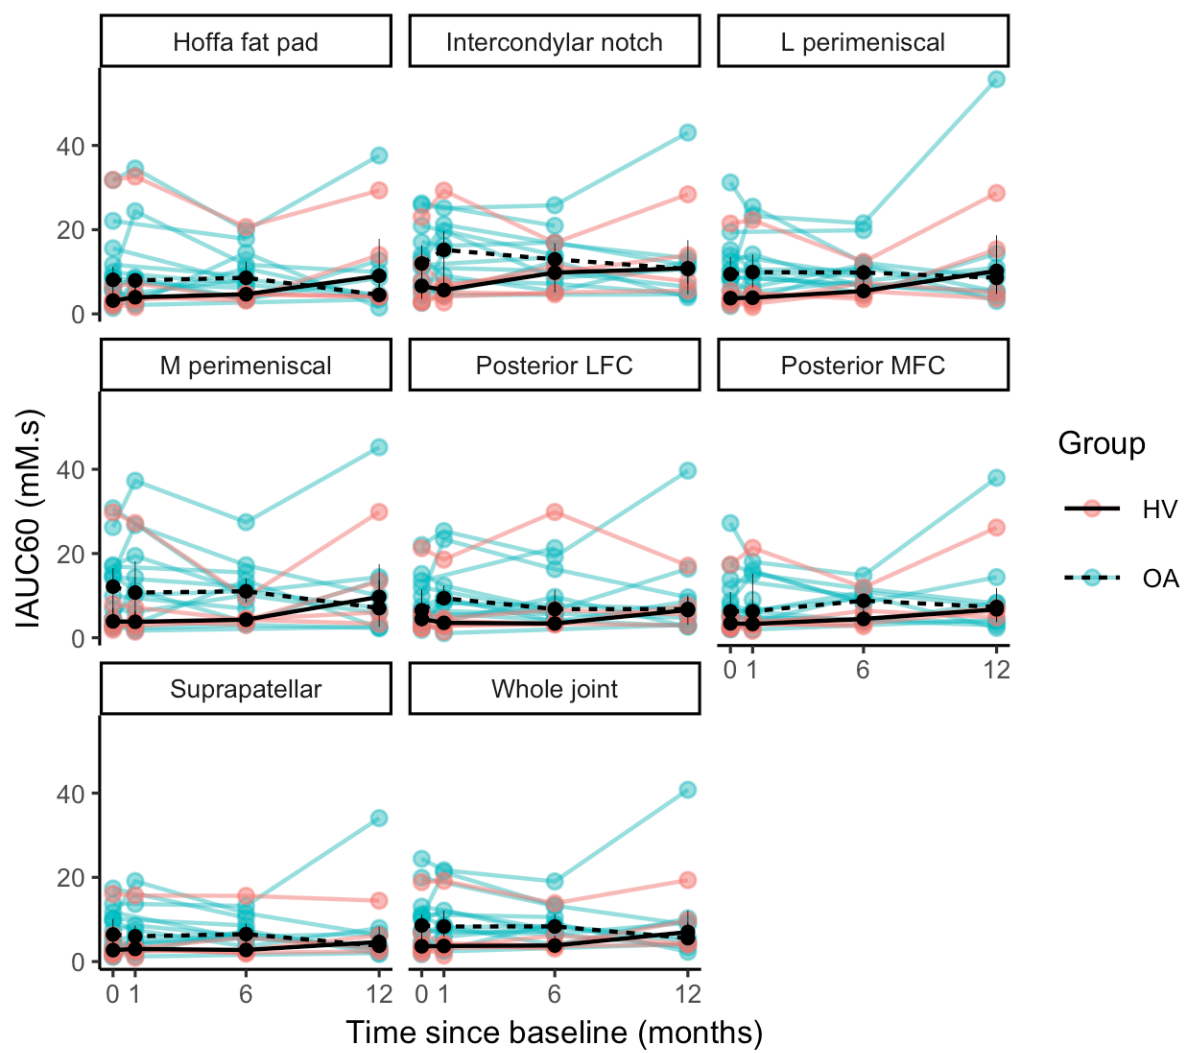 Hoffa fat pad
Intercondylar notch
L perimeniscal
40
20
0
M perimeniscal
Posterior LFC
Posterior MFC
40
20
0
0 1 6 12
Suprapatellar
Whole joint
40
20
0
0 1 6 12
0 1 6 12
IAUC60 (mM.s)
Time since baseline (months)
Group
HV
OA